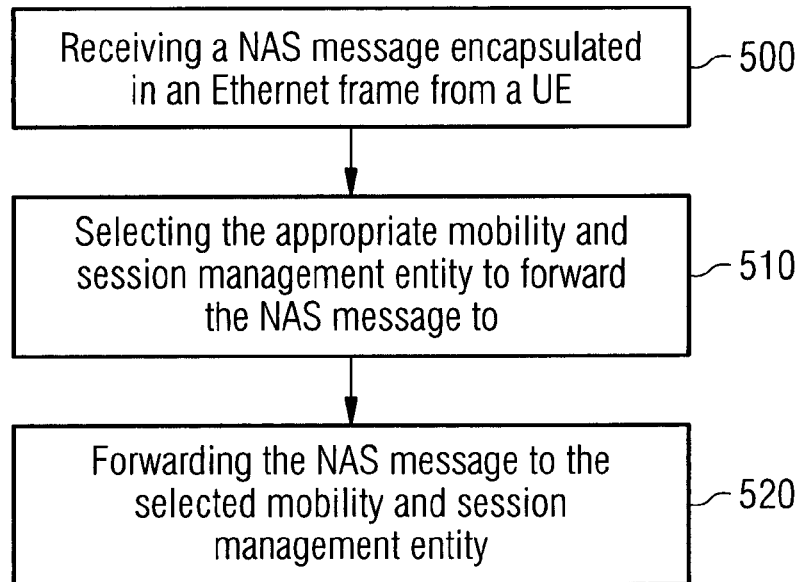 Receiving a NAS message encapsulated
in an Ethernet frame from a UE
500
Selecting the appropriate mobility and
session management entity to forward
the NAS message to
510
Forwarding the NAS message to the
selected mobility and session
management entity
520